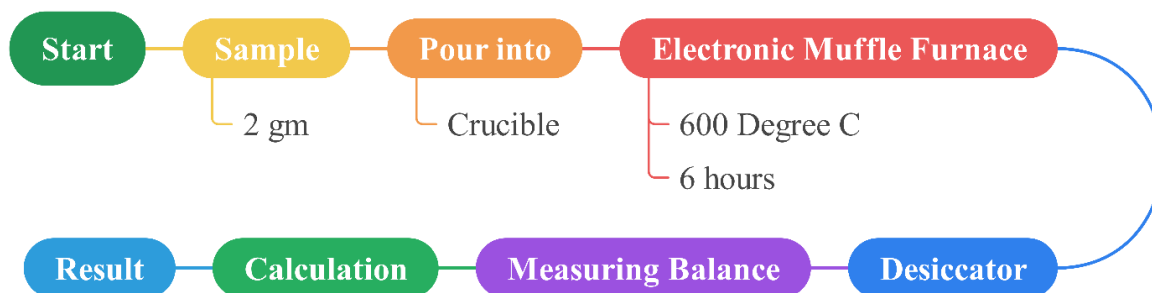 Start
Sample
2 gm
Pour into
Crucible
Electronic Muffle Furnace
600 Degree C
6 hours
Desiccator
Measuring Balance
Calculation
Result